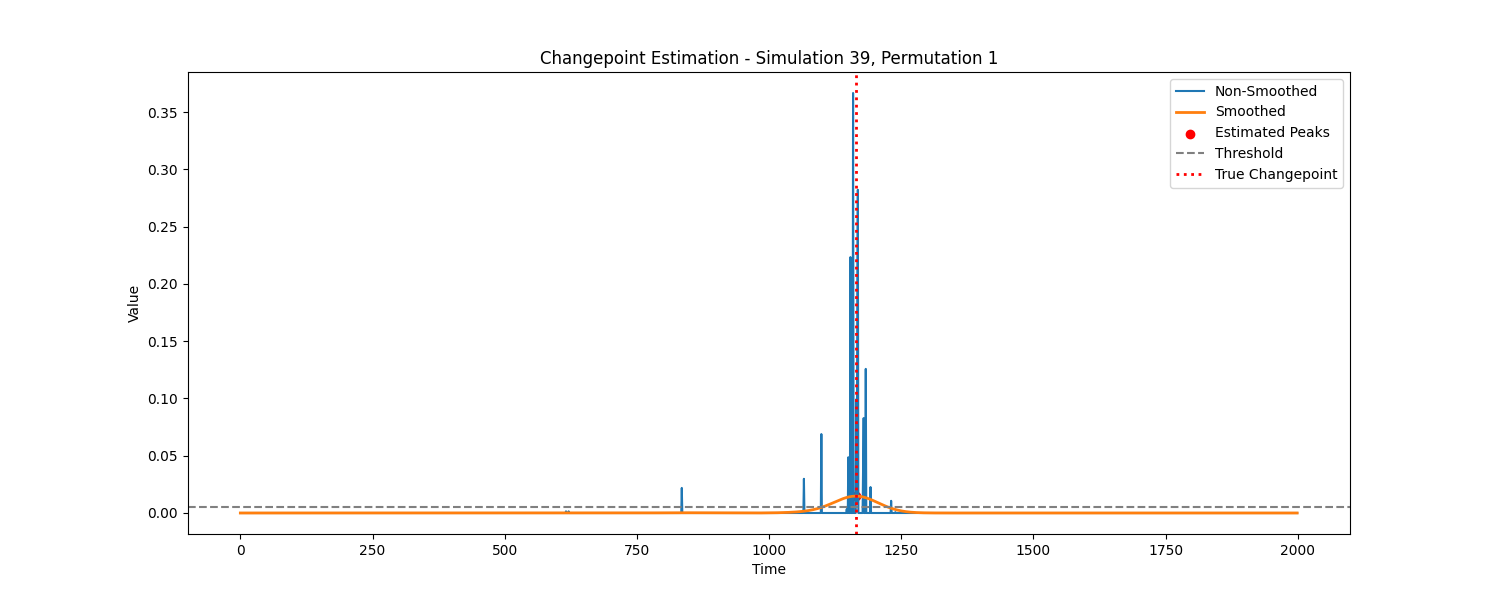 Changepoint Estimation - Simulation 39, Permutation 1
Non-Smoothed
Smoothed
Estimated Peaks
Threshold
True Changepoint
Value
0.35
0.30
0.25
0.20
0.15
0.10
0.05
0.00
0 250 500 750 1000 1250 1500 1750 2000
Time